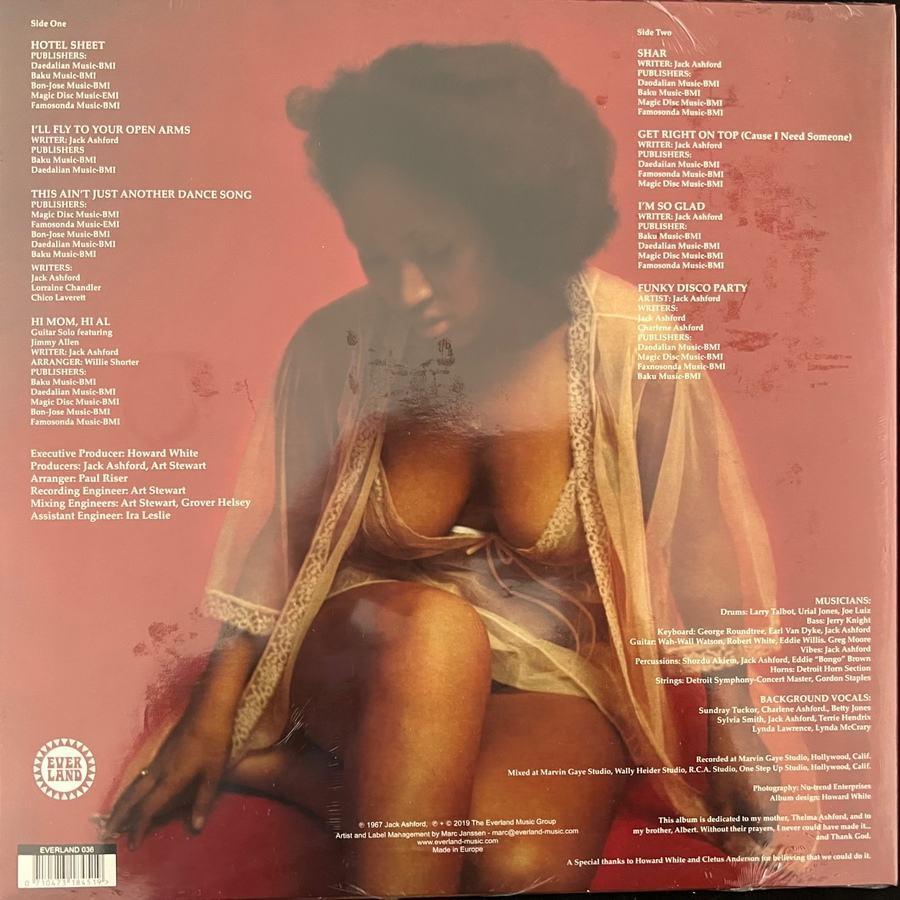 Side One
HOTEL SHEET
PUBLISHERS:
Daedalian Music-BMI
Baku Music-BMI
Bon-Jose Music-BMI
Magic Disc Music-EMI
Famosonda Music-BMI
I'LL FLY TO YOUR OPEN ARMS
WRITER: Jack Ashford
PUBLISHERS
Baku Music-BMI
Daedalian Music-BMI
THIS AIN'T JUST ANOTHER DANCE SONG
PUBLISHERS:
Magic Disc Music-BMI
Famosonda Music-EMI
Bon-Jose Music-BMI
Daedalian Music-BMI
Baku Music-BMI
WRITERS:
Jack Ashford
Lorraine Chandler
Chico Laverett
HI MOM, HI AL
Guitar Solo featuring
Jimmy Allen
WRITER: Jack Ashford
ARRANGER: Willie Shorter
PUBLISHERS:
Baku Music-BMI
Daedalian Music-BMI
Magic Disc Music-BMI
Bon-Jose Music-BMI
Famosonda Music-BMI
Executive Producer: Howard White
Producers: Jack Ashford, Art Stewart
Arranger: Paul Riser
Recording Engineer: Art Stewart
Mixing Engineers: Art Stewart, Grover Helsey
Assistant Engineer: Ira Leslie
Side Two
SHAR
WRITER: Jack Ashford
PUBLISHERS:
Daodalian Music-BMI
Baku Music-BMI
Magic Disc Music-BMI
Famosonda Music-BMI
GET RIGHT ON TOP (Cause I Need Someone)
WRITER: Jack Ashford
PUBLISHERS:
Daedaiian Music-BMI
Famosonda Music-BMI
Magic Disc Music-BMI
I'M SO GLAD
WRITER: Jack Ashford
PUBLISHER:
Baku Music-BMI
Daedalian Music-BMI
Magic Disc Music-BMI
Famosonda Music-BMI
FUNKY DISCO PARTY
ARTIST: Jack Ashford
WRITERS:
Jack Ashford
Charlene Ashford
PUBLISHERS:
Daodalian Music-BMI
Magic Disc Music-BMI
Faxnosonda Music-BMI
Baku Music-BMI
MUSICIANS:
Drums: Larry Talbot, Urial Jones, Joe Luiz
Bass: Jerry Knight
Keyboard: George Roundtree, Earl Van Dyke, Jack Ashford
Guitar: Wah-Wall Watson, Robert White, Eddie Willis. Greg Moore
Vibes: Jack Ashford
Percussions: Shozdu Akiem, Jack Ashford, Eddie "Bongo" Brown
Horns: Detroit Horn Section
Strings: Detroit Symphony-Concert Master, Gordon Staples
BACKGROUND VOCALS:
Sundray Tuckor, Charlene Ashford., Betty Jones
Sylvia Smith, Jack Ashford, Terrie Hendrix
Lynda Lawrence, Lynda McCrary
Recorded at Marvin Gaye Studio, Hollywood, Calif.
Mixed at Marvin Gaye Studio, Wally Heider Studio, R.C.A. Studio, One Step Up Studio, Hollywood, Calif.
Photography: Nu-trend Enterprises
Album design: Howard White
This album is dedicated to my mother, Thelma Ashford, and to
my brother, Albert. Without their prayers, I never could have made it...
and Thank God.
A Special thanks to Howard White and Cletus Anderson for believing that we could do it.
EVER
LAND
℗ 1967 Jack Ashford, ℗ + © 2019 The Everland Music Group
Artist and Label Management by Marc Janssen - marc@everland-music.com
www.everland-music.com
Made in Europe
EVERLAND 036
0 710473 184519 >